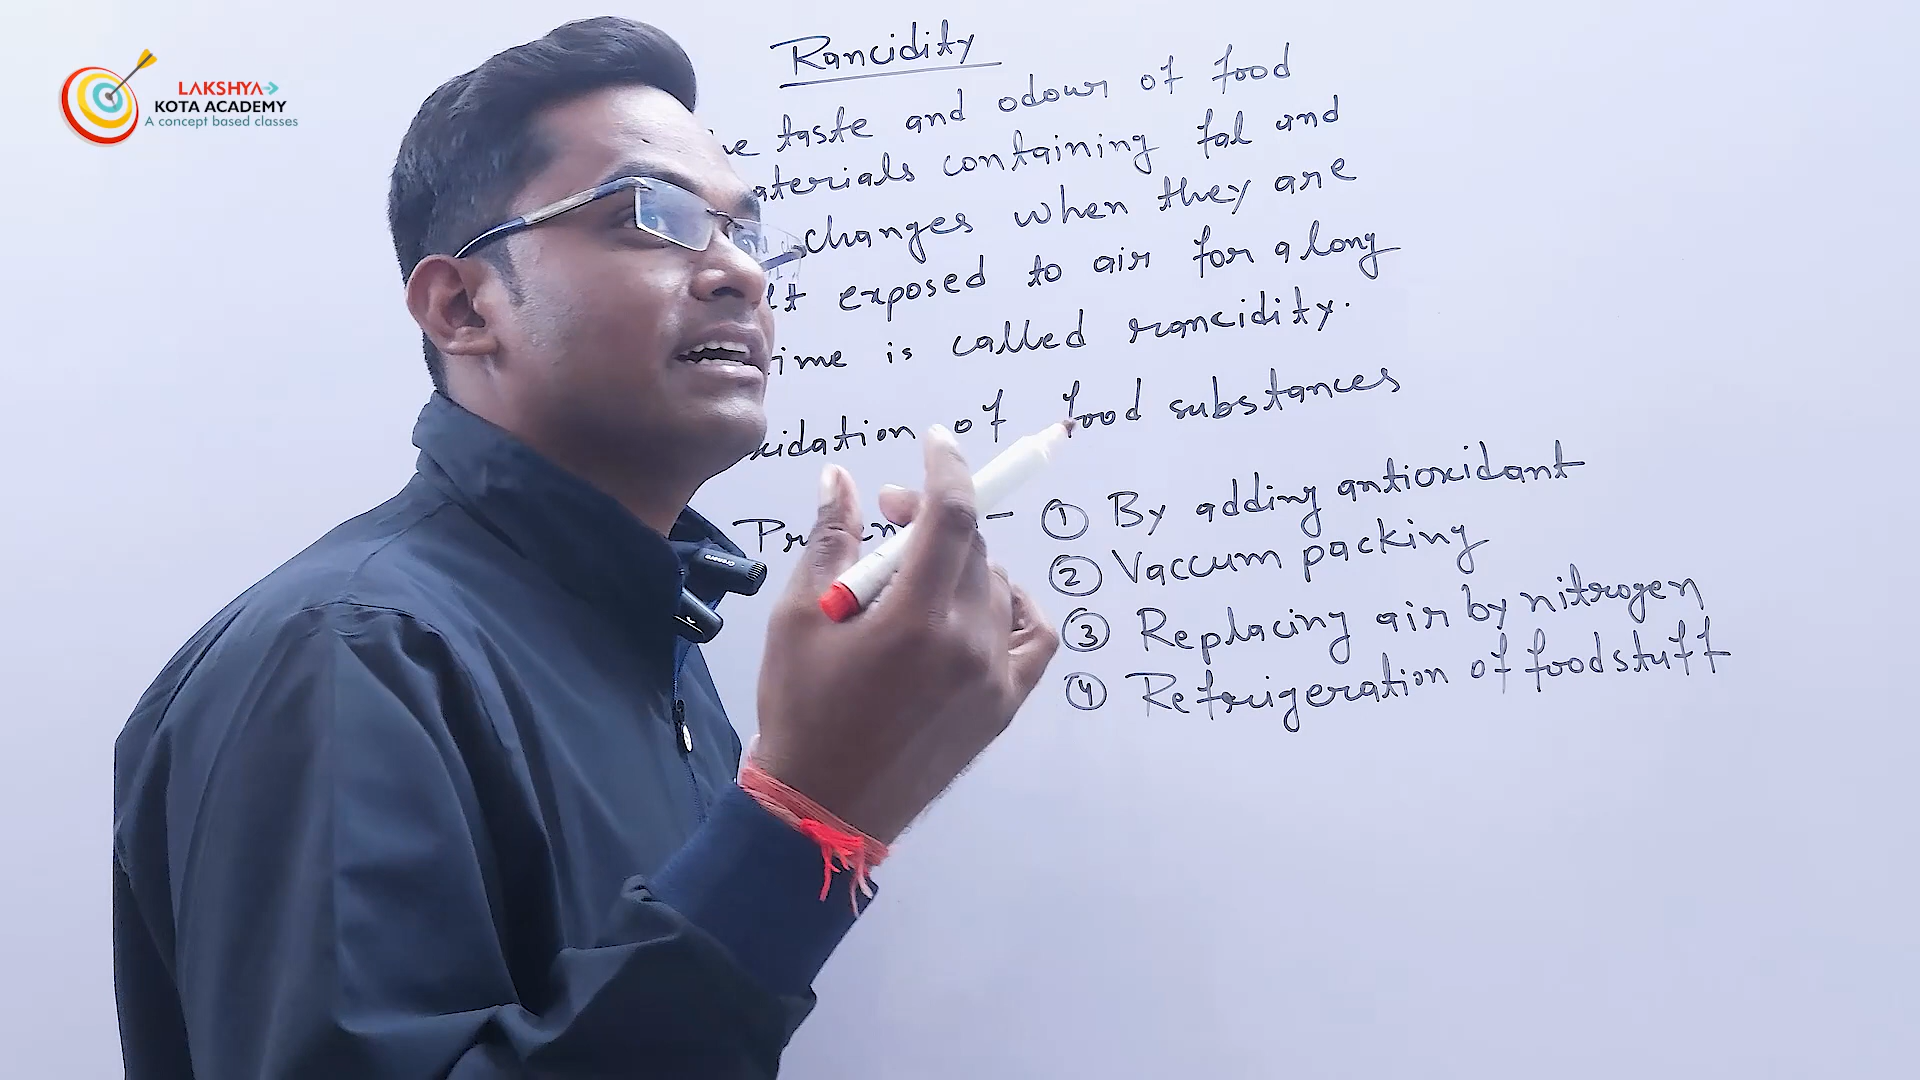 LAKSHYA
KOTA ACADEMY
A concept based classes
Rancidity
taste and odour of food
containing fat and
changes when they are
exposed to air for a long
is called rancidity.
of food substances
① By adding antioxidant
② Vaccum packing
③ Replacing air by nitrogen
④ Refrigeration of foodstuff